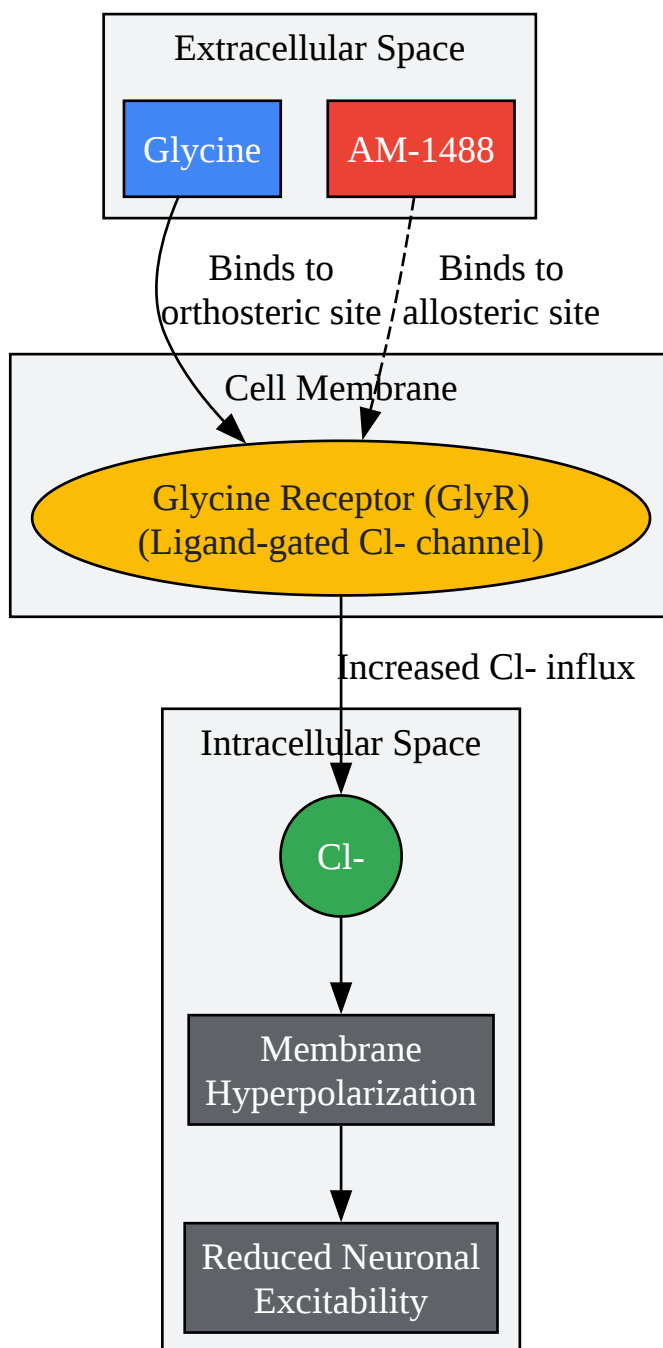 Extracellular Space
Glycine
AM-1488
Binds to
orthosteric site
Binds to
allosteric site
Cell Membrane
Glycine Receptor (GlyR)
(Ligand-gated Cl- channel)
Increased Cl- influx
Intracellular Space
Cl-
Membrane
Hyperpolarization
Reduced Neuronal
Excitability